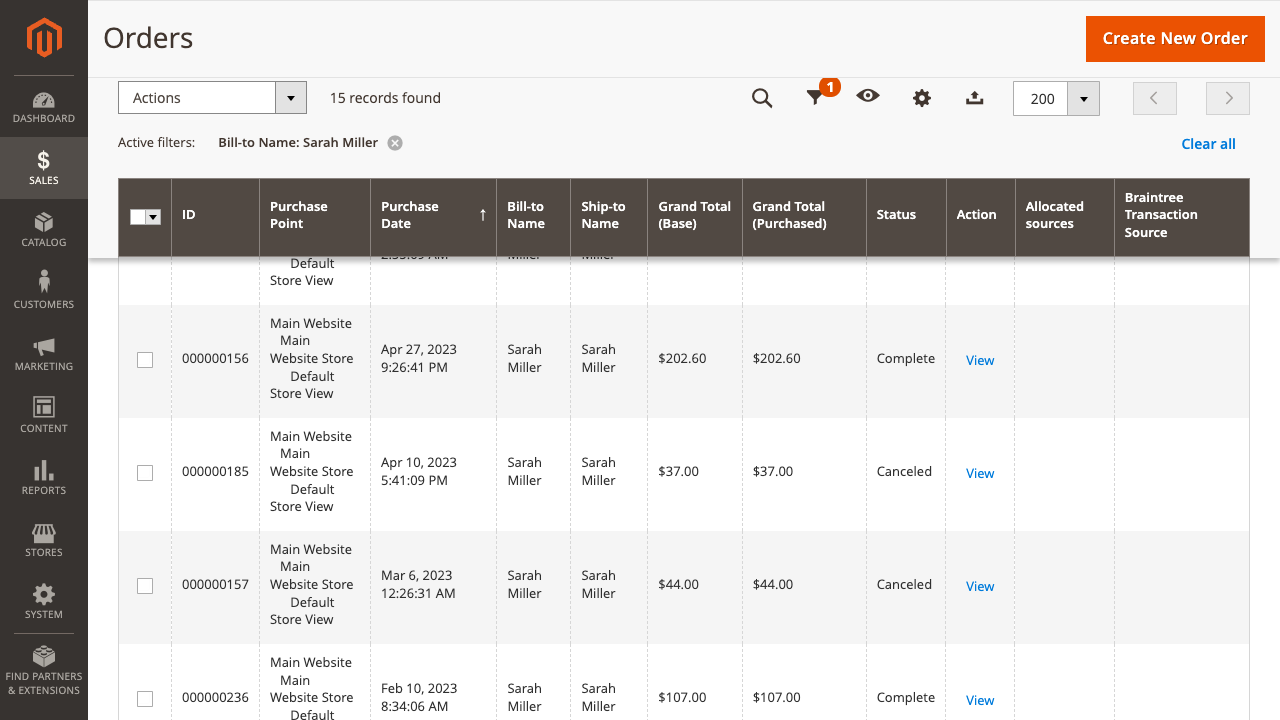 Orders
Create New Order
DASHBOARD
SALES
CATALOG
CUSTOMERS
MARKETING
CONTENT
REPORTS
STORES
SYSTEM
FIND PARTNERS
& EXTENSIONS
Actions
15 records found
1
200
Active filters:
Bill-to Name: Sarah Miller
Clear all
ID
Purchase
Point
Purchase
Date
↑
Bill-to
Name
Ship-to
Name
Grand Total
(Base)
Grand Total
(Purchased)
Status
Action
Allocated
sources
Braintree
Transaction
Source
Default
Store View
000000156
Main Website
Main
Website Store
Default
Store View
Apr 27, 2023
9:26:41 PM
Sarah
Miller
Sarah
Miller
$202.60
$202.60
Complete
View
000000185
Main Website
Main
Website Store
Default
Store View
Apr 10, 2023
5:41:09 PM
Sarah
Miller
Sarah
Miller
$37.00
$37.00
Canceled
View
000000157
Main Website
Main
Website Store
Default
Store View
Mar 6, 2023
12:26:31 AM
Sarah
Miller
Sarah
Miller
$44.00
$44.00
Canceled
View
000000236
Main Website
Main
Website Store
Default
Feb 10, 2023
8:34:06 AM
Sarah
Miller
Sarah
Miller
$107.00
$107.00
Complete
View